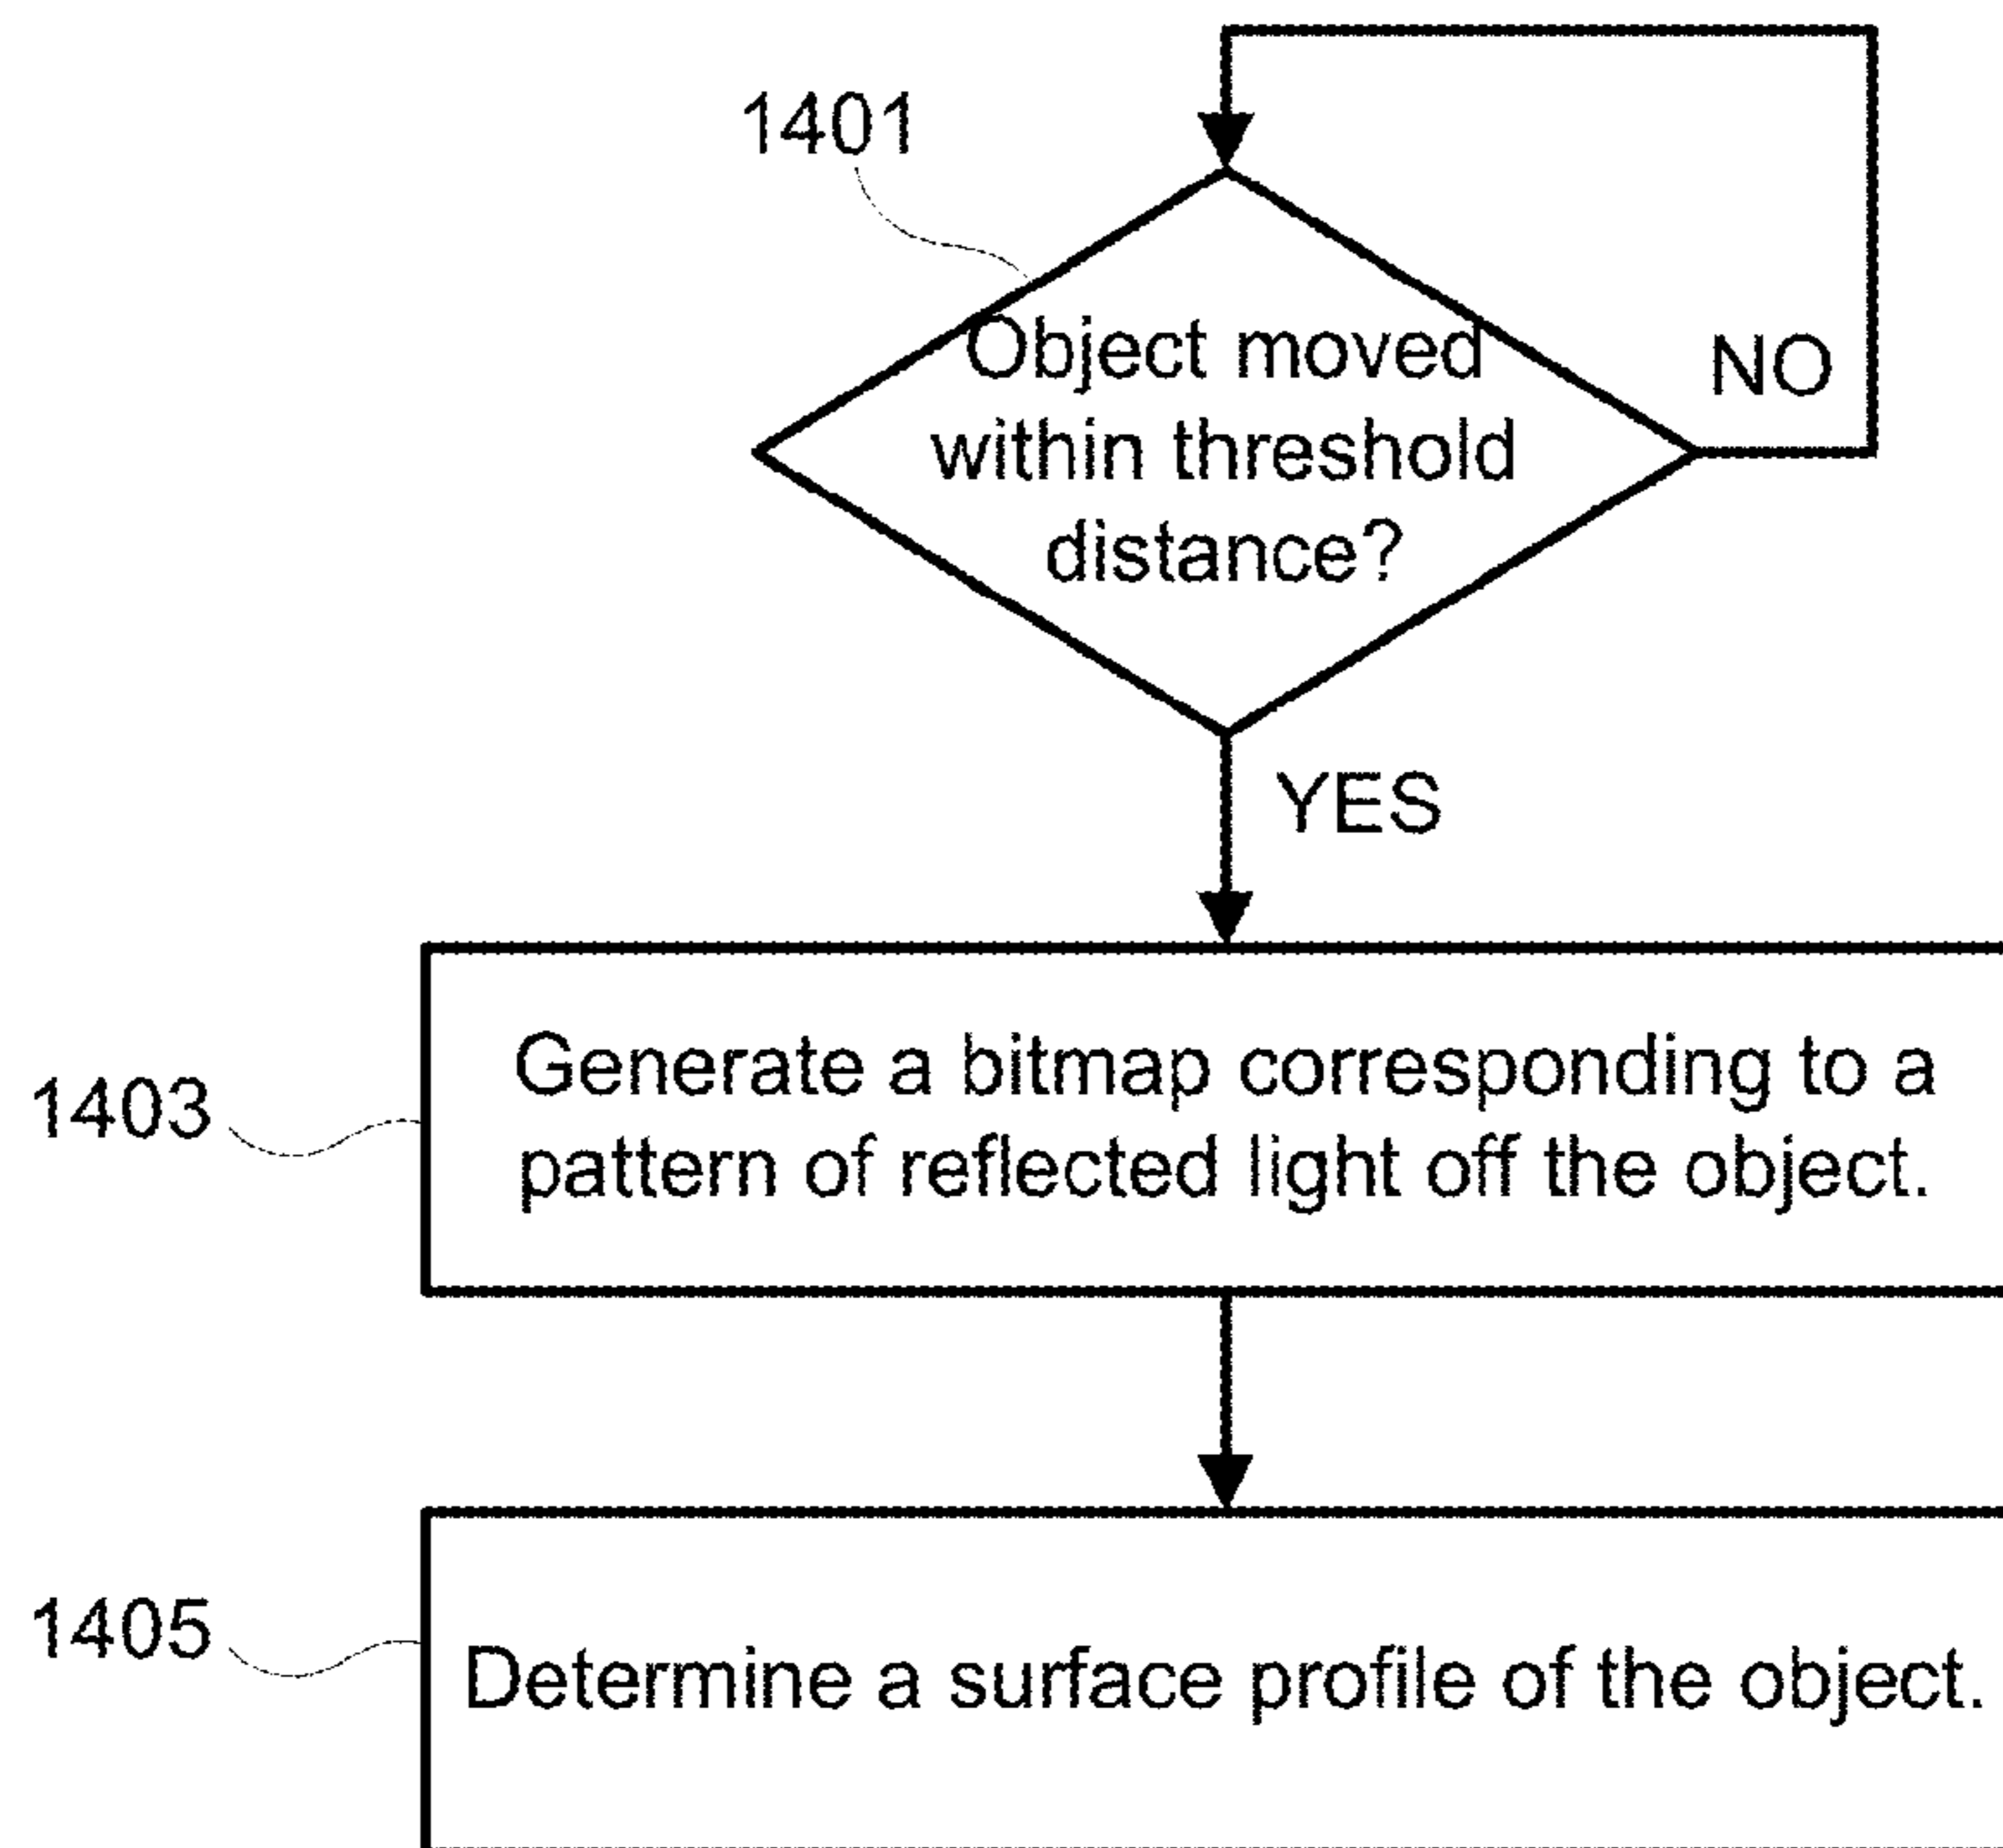 1401
Object moved
within threshold
distance?
NO
YES
1403
Generate a bitmap corresponding to a
pattern of reflected light off the object.
1405
Determine a surface profile of the object.